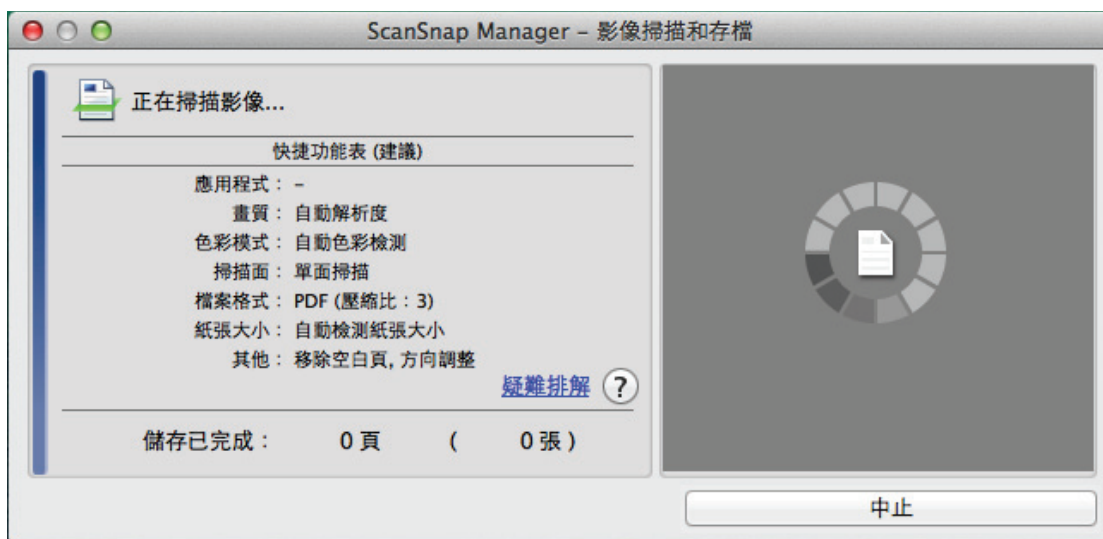 ScanSnap Manager – 影像掃描和存檔
正在掃描影像...
快捷功能表 (建議)
應用程式： –
畫質： 自動解析度
色彩模式： 自動色彩檢測
掃描面： 單面掃描
檔案格式： PDF (壓縮比：3)
紙張大小： 自動檢測紙張大小
其他： 移除空白頁, 方向調整
疑難排解 ?
儲存已完成： 0 頁 ( 0 張 )
中止